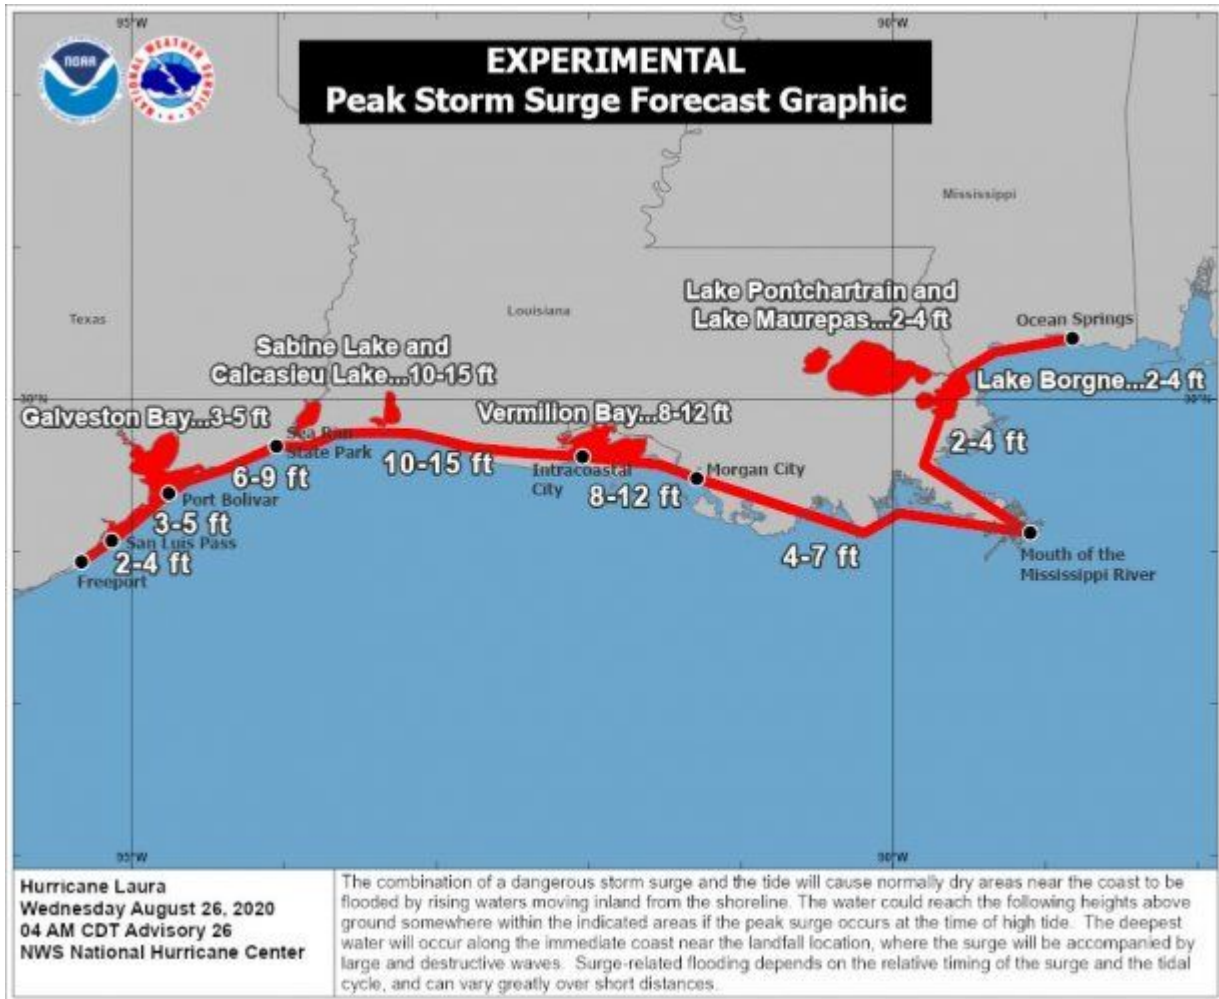 95°W
90°W
NOAA
NATIONAL WEATHER SERVICE
EXPERIMENTAL
Peak Storm Surge Forecast Graphic
Mississippi
Texas
Louisiana
Lake Pontchartrain and
Lake Maurepas...2-4 ft
Ocean Springs
Sabine Lake and
Calcasieu Lake...10-15 ft
Lake Borgne...2-4 ft
30°N
30°N
Galveston Bay...3-5 ft
Vermilion Bay...8-12 ft
Sea Rim
State Park
2-4 ft
6-9 ft
10-15 ft
Intracoastal
City
8-12 ft
Morgan City
Port Bolivar
3-5 ft
San Luis Pass
2-4 ft
Freeport
4-7 ft
Mouth of the
Mississippi River
95°W
90°W
Hurricane Laura
Wednesday August 26, 2020
04 AM CDT Advisory 26
NWS National Hurricane Center
The combination of a dangerous storm surge and the tide will cause normally dry areas near the coast to be
flooded by rising waters moving inland from the shoreline. The water could reach the following heights above
ground somewhere within the indicated areas if the peak surge occurs at the time of high tide. The deepest
water will occur along the immediate coast near the landfall location, where the surge will be accompanied by
large and destructive waves. Surge-related flooding depends on the relative timing of the surge and the tidal
cycle, and can vary greatly over short distances.